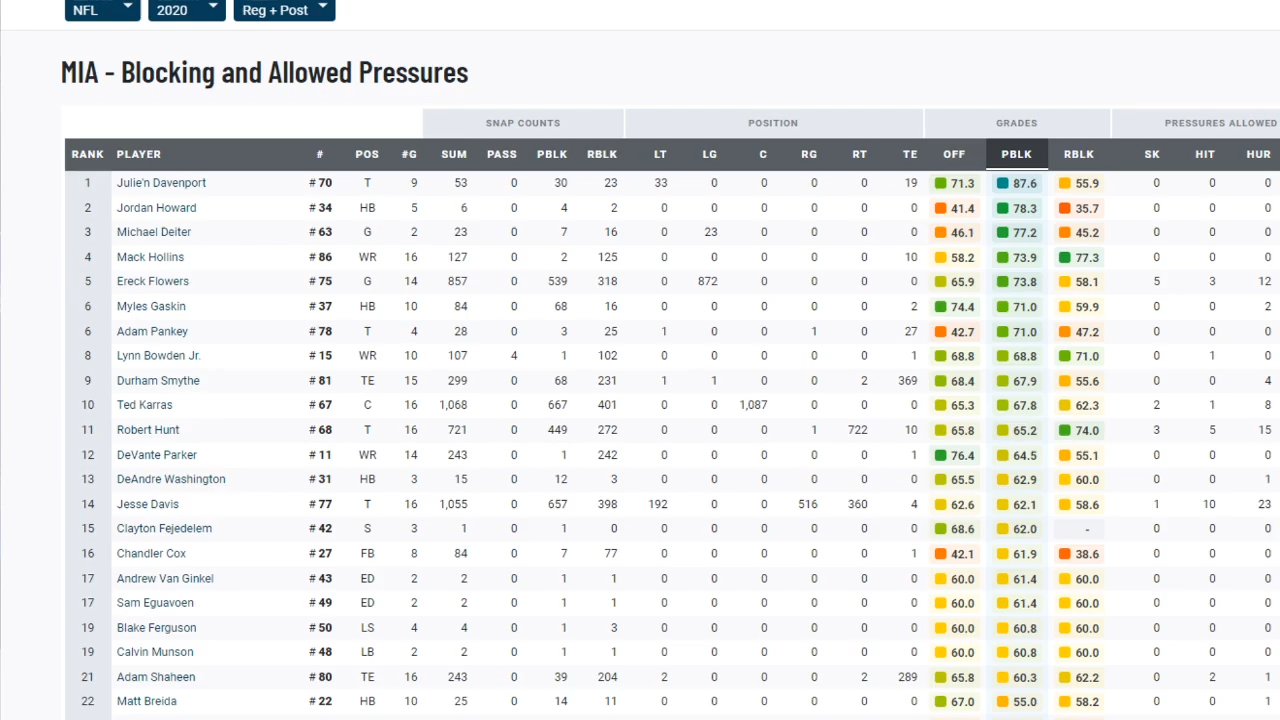 NFL 2020 Reg + Post
MIA - Blocking and Allowed Pressures
SNAP COUNTS POSITION GRADES PRESSURES ALLOWED
RANK PLAYER # POS #G SUM PASS PBLK RBLK LT LG C RG RT TE OFF PBLK RBLK SK HIT HUR
1 Julie'n Davenport #70 T 9 53 0 30 23 33 0 0 0 0 19 71.3 87.6 55.9 0 0 0
2 Jordan Howard #34 HB 5 6 0 4 2 0 0 0 0 0 0 41.4 78.3 35.7 0 0 0
3 Michael Deiter #63 G 2 23 0 7 16 0 23 0 0 0 0 46.1 77.2 45.2 0 0 0
4 Mack Hollins #86 WR 16 127 0 2 125 0 0 0 0 0 10 58.2 73.9 77.3 0 0 0
5 Ereck Flowers #75 G 14 857 0 539 318 0 872 0 0 0 0 65.9 73.8 58.1 5 3 12
6 Myles Gaskin #37 HB 10 84 0 68 16 0 0 0 0 0 2 74.4 71.0 59.9 0 0 2
6 Adam Pankey #78 T 4 28 0 3 25 1 0 0 1 0 27 42.7 71.0 47.2 0 0 0
8 Lynn Bowden Jr. #15 WR 10 107 4 1 102 0 0 0 0 0 1 68.8 68.8 71.0 0 1 0
9 Durham Smythe #81 TE 15 299 0 68 231 1 1 0 0 2 369 68.4 67.9 55.6 0 0 4
10 Ted Karras #67 C 16 1,068 0 667 401 0 0 1,087 0 0 0 65.3 67.8 62.3 2 1 8
11 Robert Hunt #68 T 16 721 0 449 272 0 0 0 1 722 10 65.8 65.2 74.0 3 5 15
12 DeVante Parker #11 WR 14 243 0 1 242 0 0 0 0 0 1 76.4 64.5 55.1 0 0 0
13 DeAndre Washington #31 HB 3 15 0 12 3 0 0 0 0 0 0 65.5 62.9 60.0 0 0 1
14 Jesse Davis #77 T 16 1,055 0 657 398 192 0 0 516 360 4 62.6 62.1 58.6 1 10 23
15 Clayton Fejedelem #42 S 3 1 0 1 0 0 0 0 0 0 0 68.6 62.0 - 0 0 0
16 Chandler Cox #27 FB 8 84 0 7 77 0 0 0 0 0 1 42.1 61.9 38.6 0 0 0
17 Andrew Van Ginkel #43 ED 2 2 0 1 1 0 0 0 0 0 0 60.0 61.4 60.0 0 0 0
17 Sam Eguavoen #49 ED 2 2 0 1 1 0 0 0 0 0 0 60.0 61.4 60.0 0 0 0
19 Blake Ferguson #50 LS 4 4 0 1 3 0 0 0 0 0 0 60.0 60.8 60.0 0 0 0
19 Calvin Munson #48 LB 2 2 0 1 1 0 0 0 0 0 0 60.0 60.8 60.0 0 0 0
21 Adam Shaheen #80 TE 16 243 0 39 204 2 0 0 0 2 289 65.8 60.3 62.2 0 2 1
22 Matt Breida #22 HB 10 25 0 14 11 0 0 0 0 0 0 67.0 55.0 58.2 0 0 1